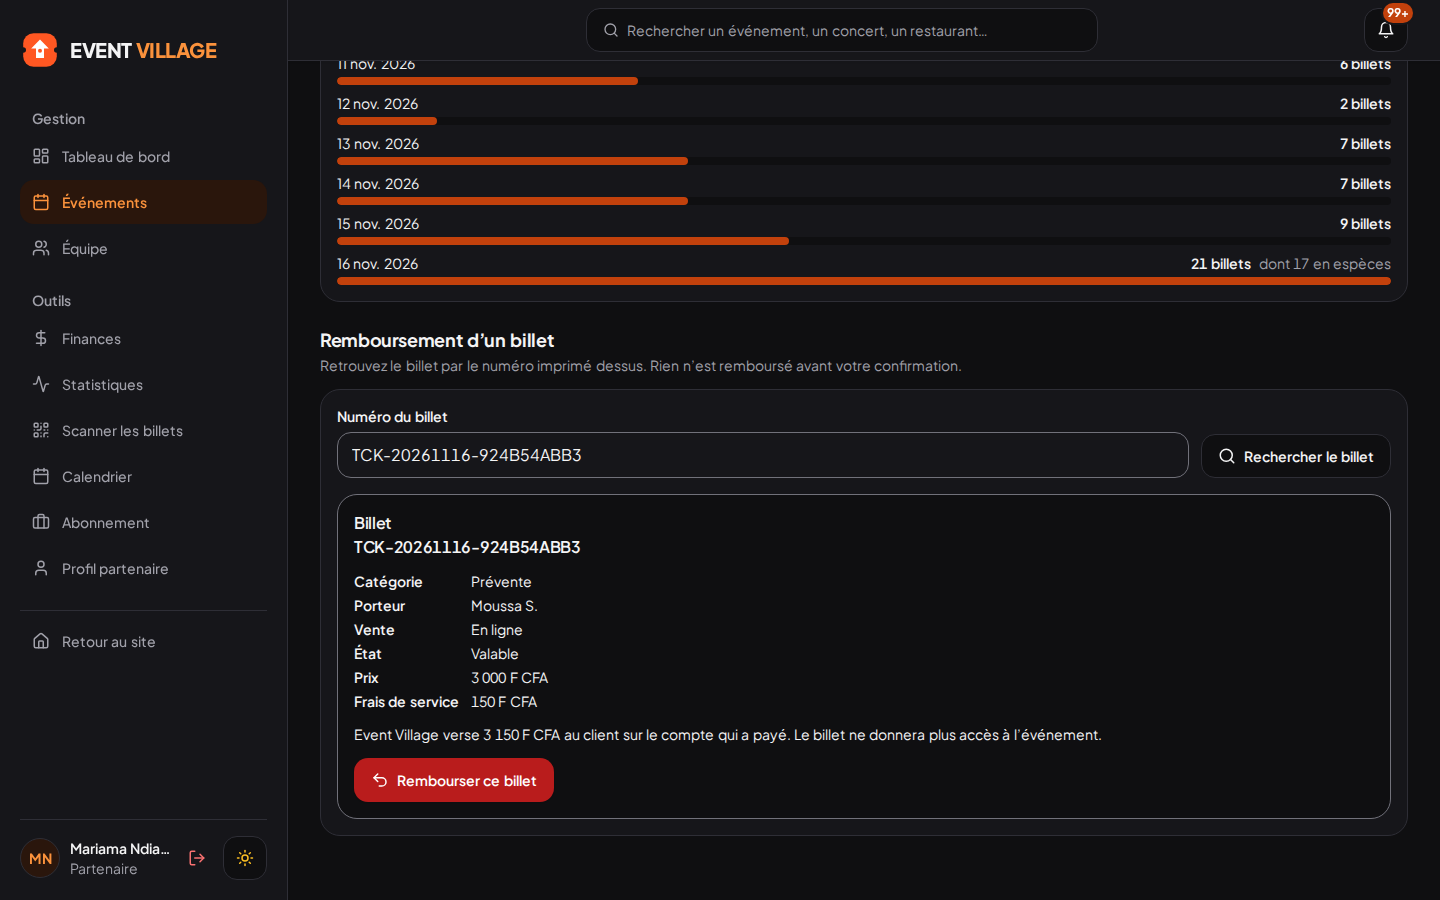 EVENT VILLAGE
Rechercher un événement, un concert, un restaurant…
99+
Gestion
Tableau de bord
Événements
Équipe
Outils
Finances
Statistiques
Scanner les billets
Calendrier
Abonnement
Profil partenaire
Retour au site
MN
Mariama Ndia…
Partenaire
11 nov. 2026 6 billets
12 nov. 2026 2 billets
13 nov. 2026 7 billets
14 nov. 2026 7 billets
15 nov. 2026 9 billets
16 nov. 2026 21 billets dont 17 en espèces
Remboursement d’un billet
Retrouvez le billet par le numéro imprimé dessus. Rien n’est remboursé avant votre confirmation.
Numéro du billet
TCK-20261116-924B54ABB3
Rechercher le billet
Billet
TCK-20261116-924B54ABB3
Catégorie Prévente
Porteur Moussa S.
Vente En ligne
État Valable
Prix 3 000 F CFA
Frais de service 150 F CFA
Event Village verse 3 150 F CFA au client sur le compte qui a payé. Le billet ne donnera plus accès à l’événement.
Rembourser ce billet